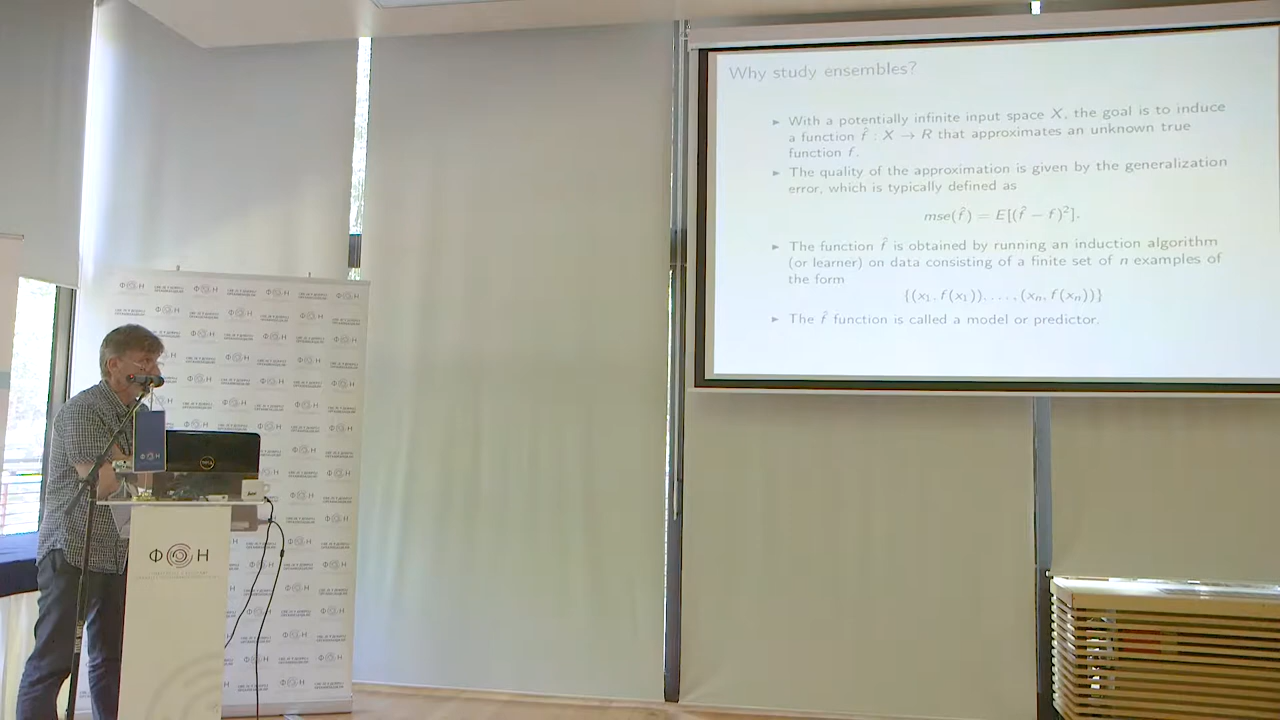 Why study ensembles?
► With a potentially infinite input space X, the goal is to induce
a function f̂ : X → R that approximates an unknown true
function f.
► The quality of the approximation is given by the generalization
error, which is typically defined as
mse(f̂) = E[(f̂ − f)²].
► The function f̂ is obtained by running an induction algorithm
(or learner) on data consisting of a finite set of n examples of
the form
{(x₁, f(x₁)), . . . , (xₙ, f(xₙ))}
► The f̂ function is called a model or predictor.
DELL
ФОН